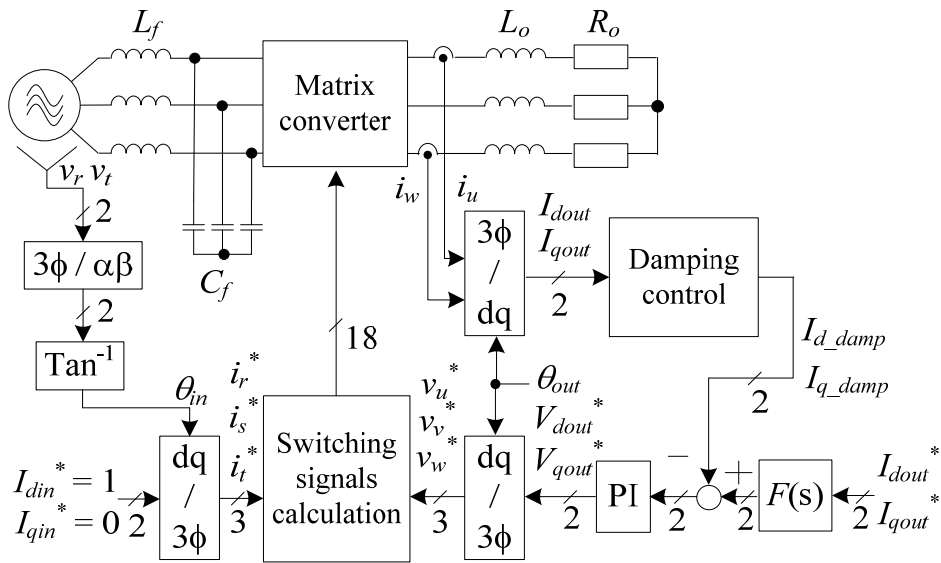 L_f
L_o
R_o
Matrix
converter
v_r v_t
i_w
i_u
2
3ϕ / αβ
C_f
3ϕ
/
dq
I_dout
I_qout
2
Damping
control
2
18
Tan^-1
I_d_damp
I_q_damp
2
θ_in
i_r^*
i_s^*
i_t^*
v_u^*
v_v^*
v_w^*
θ_out
V_dout^*
V_qout^*
I_din^* = 1
I_qin^* = 0
2
dq
/
3ϕ
3
Switching
signals
calculation
3
dq
/
3ϕ
2
PI
2
−
+
2
F(s)
2
I_dout^*
I_qout^*